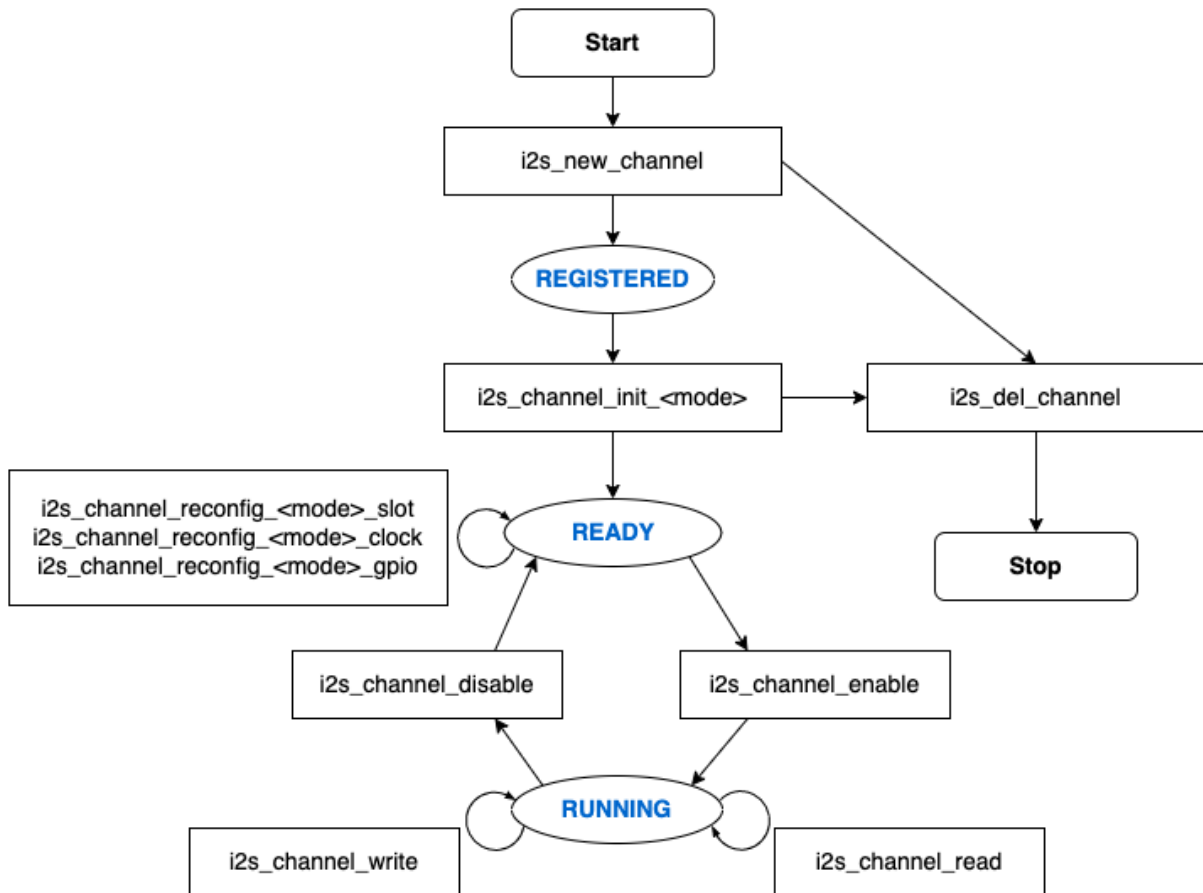 Start
i2s_new_channel
REGISTERED
i2s_channel_init_<mode>
i2s_del_channel
i2s_channel_reconfig_<mode>_slot
i2s_channel_reconfig_<mode>_clock
i2s_channel_reconfig_<mode>_gpio
READY
Stop
i2s_channel_disable
i2s_channel_enable
RUNNING
i2s_channel_write
i2s_channel_read